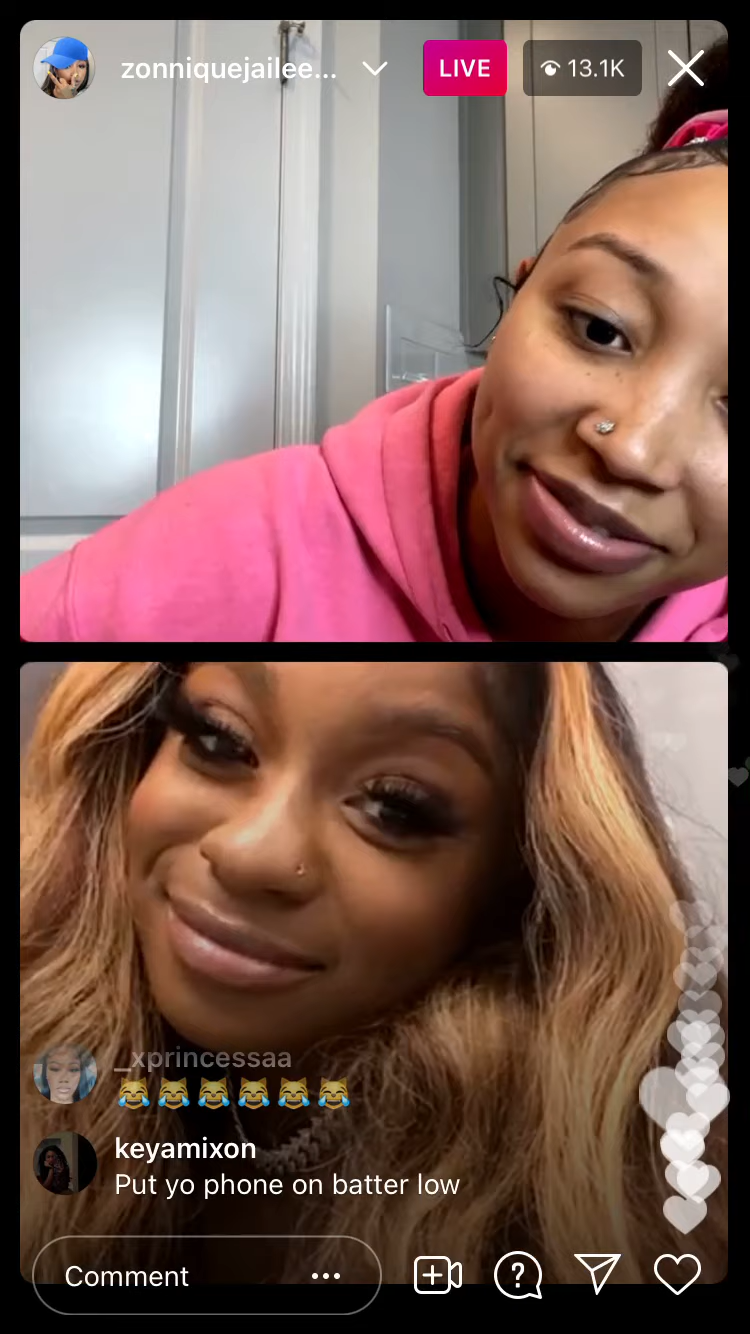 zonniquejailee...
LIVE
13.1K
_xprincessaa
😹😹😹😹😹😹
keyamixon
Put yo phone on batter low
Comment